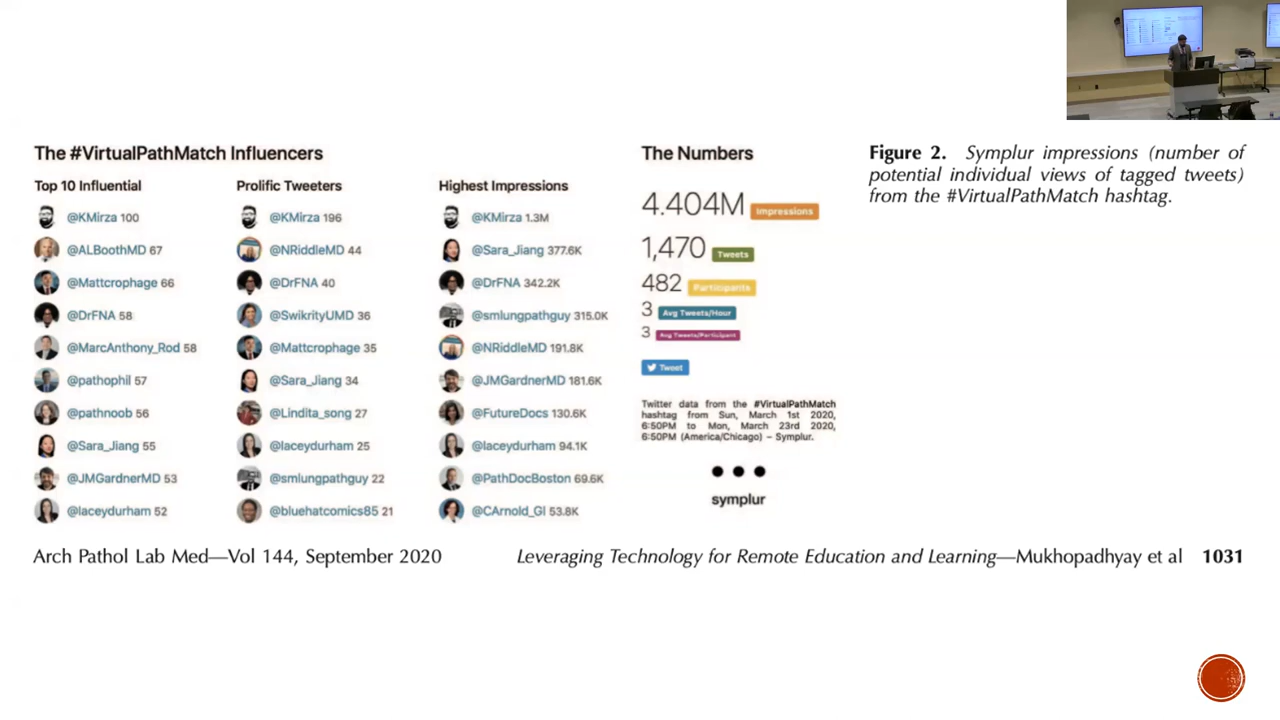 The #VirtualPathMatch Influencers
Top 10 Influential
@KMirza 100
@ALBoothMD 67
@Mattcrophage 66
@DrFNA 58
@MarcAnthony_Rod 58
@pathophil 57
@pathnoob 56
@Sara_Jiang 55
@JMGardnerMD 53
@laceydurham 52
Prolific Tweeters
@KMirza 196
@NRiddleMD 44
@DrFNA 40
@SwikrityUMD 36
@Mattcrophage 35
@Sara_Jiang 34
@Lindita_song 27
@laceydurham 25
@smlungpathguy 22
@bluehatcomics85 21
Highest Impressions
@KMirza 1.3M
@Sara_Jiang 377.6K
@DrFNA 342.2K
@smlungpathguy 315.0K
@NRiddleMD 191.8K
@JMGardnerMD 181.6K
@FutureDocs 130.6K
@laceydurham 94.1K
@PathDocBoston 69.6K
@CArnold_GI 53.8K
The Numbers
4.404M Impressions
1,470 Tweets
482 Participants
3 Avg Tweets/Hour
3 Avg Tweets/Participant
Tweet
Twitter data from the #VirtualPathMatch
hashtag from Sun, March 1st 2020,
6:50PM to Mon, March 23rd 2020,
6:50PM (America/Chicago) – Symplur.
symplur
Figure 2. Symplur impressions (number of
potential individual views of tagged tweets)
from the #VirtualPathMatch hashtag.
Arch Pathol Lab Med—Vol 144, September 2020
Leveraging Technology for Remote Education and Learning—Mukhopadhyay et al 1031